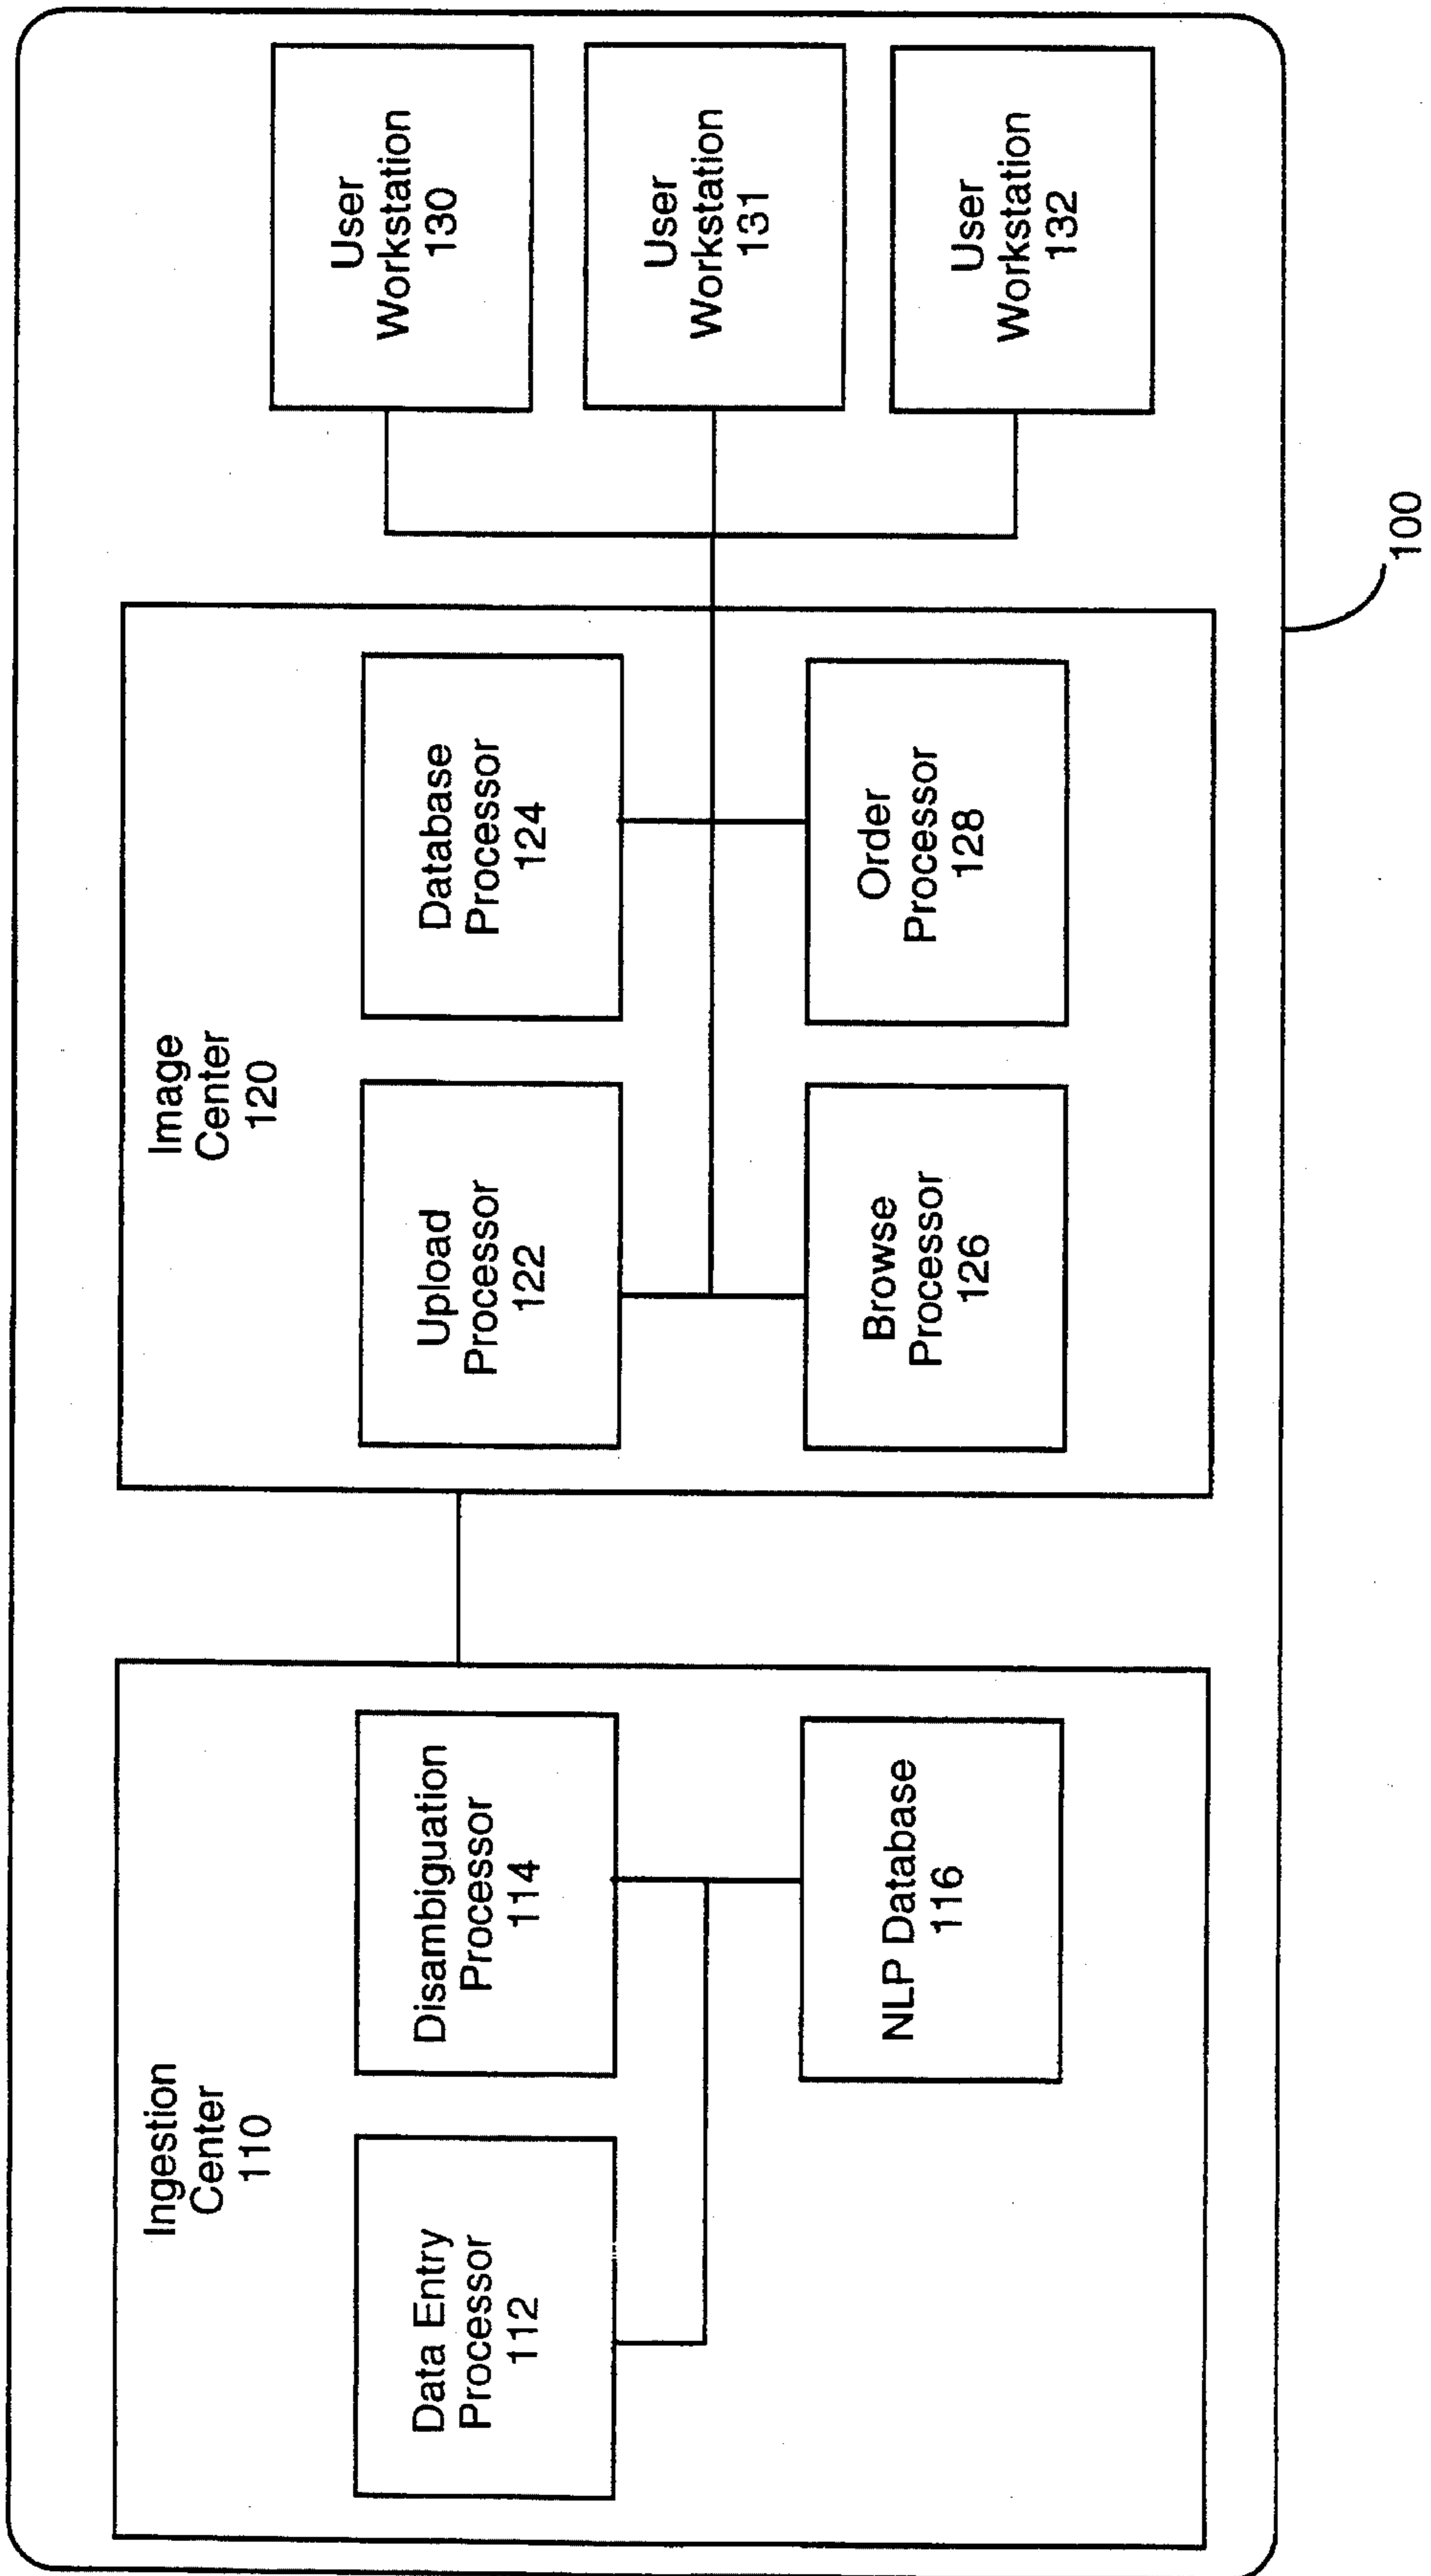 Ingestion
Center
110
Data Entry
Processor
112
Disambiguation
Processor
114
NLP Database
116
Image
Center
120
Upload
Processor
122
Database
Processor
124
Browse
Processor
126
Order
Processor
128
User
Workstation
130
User
Workstation
131
User
Workstation
132
100